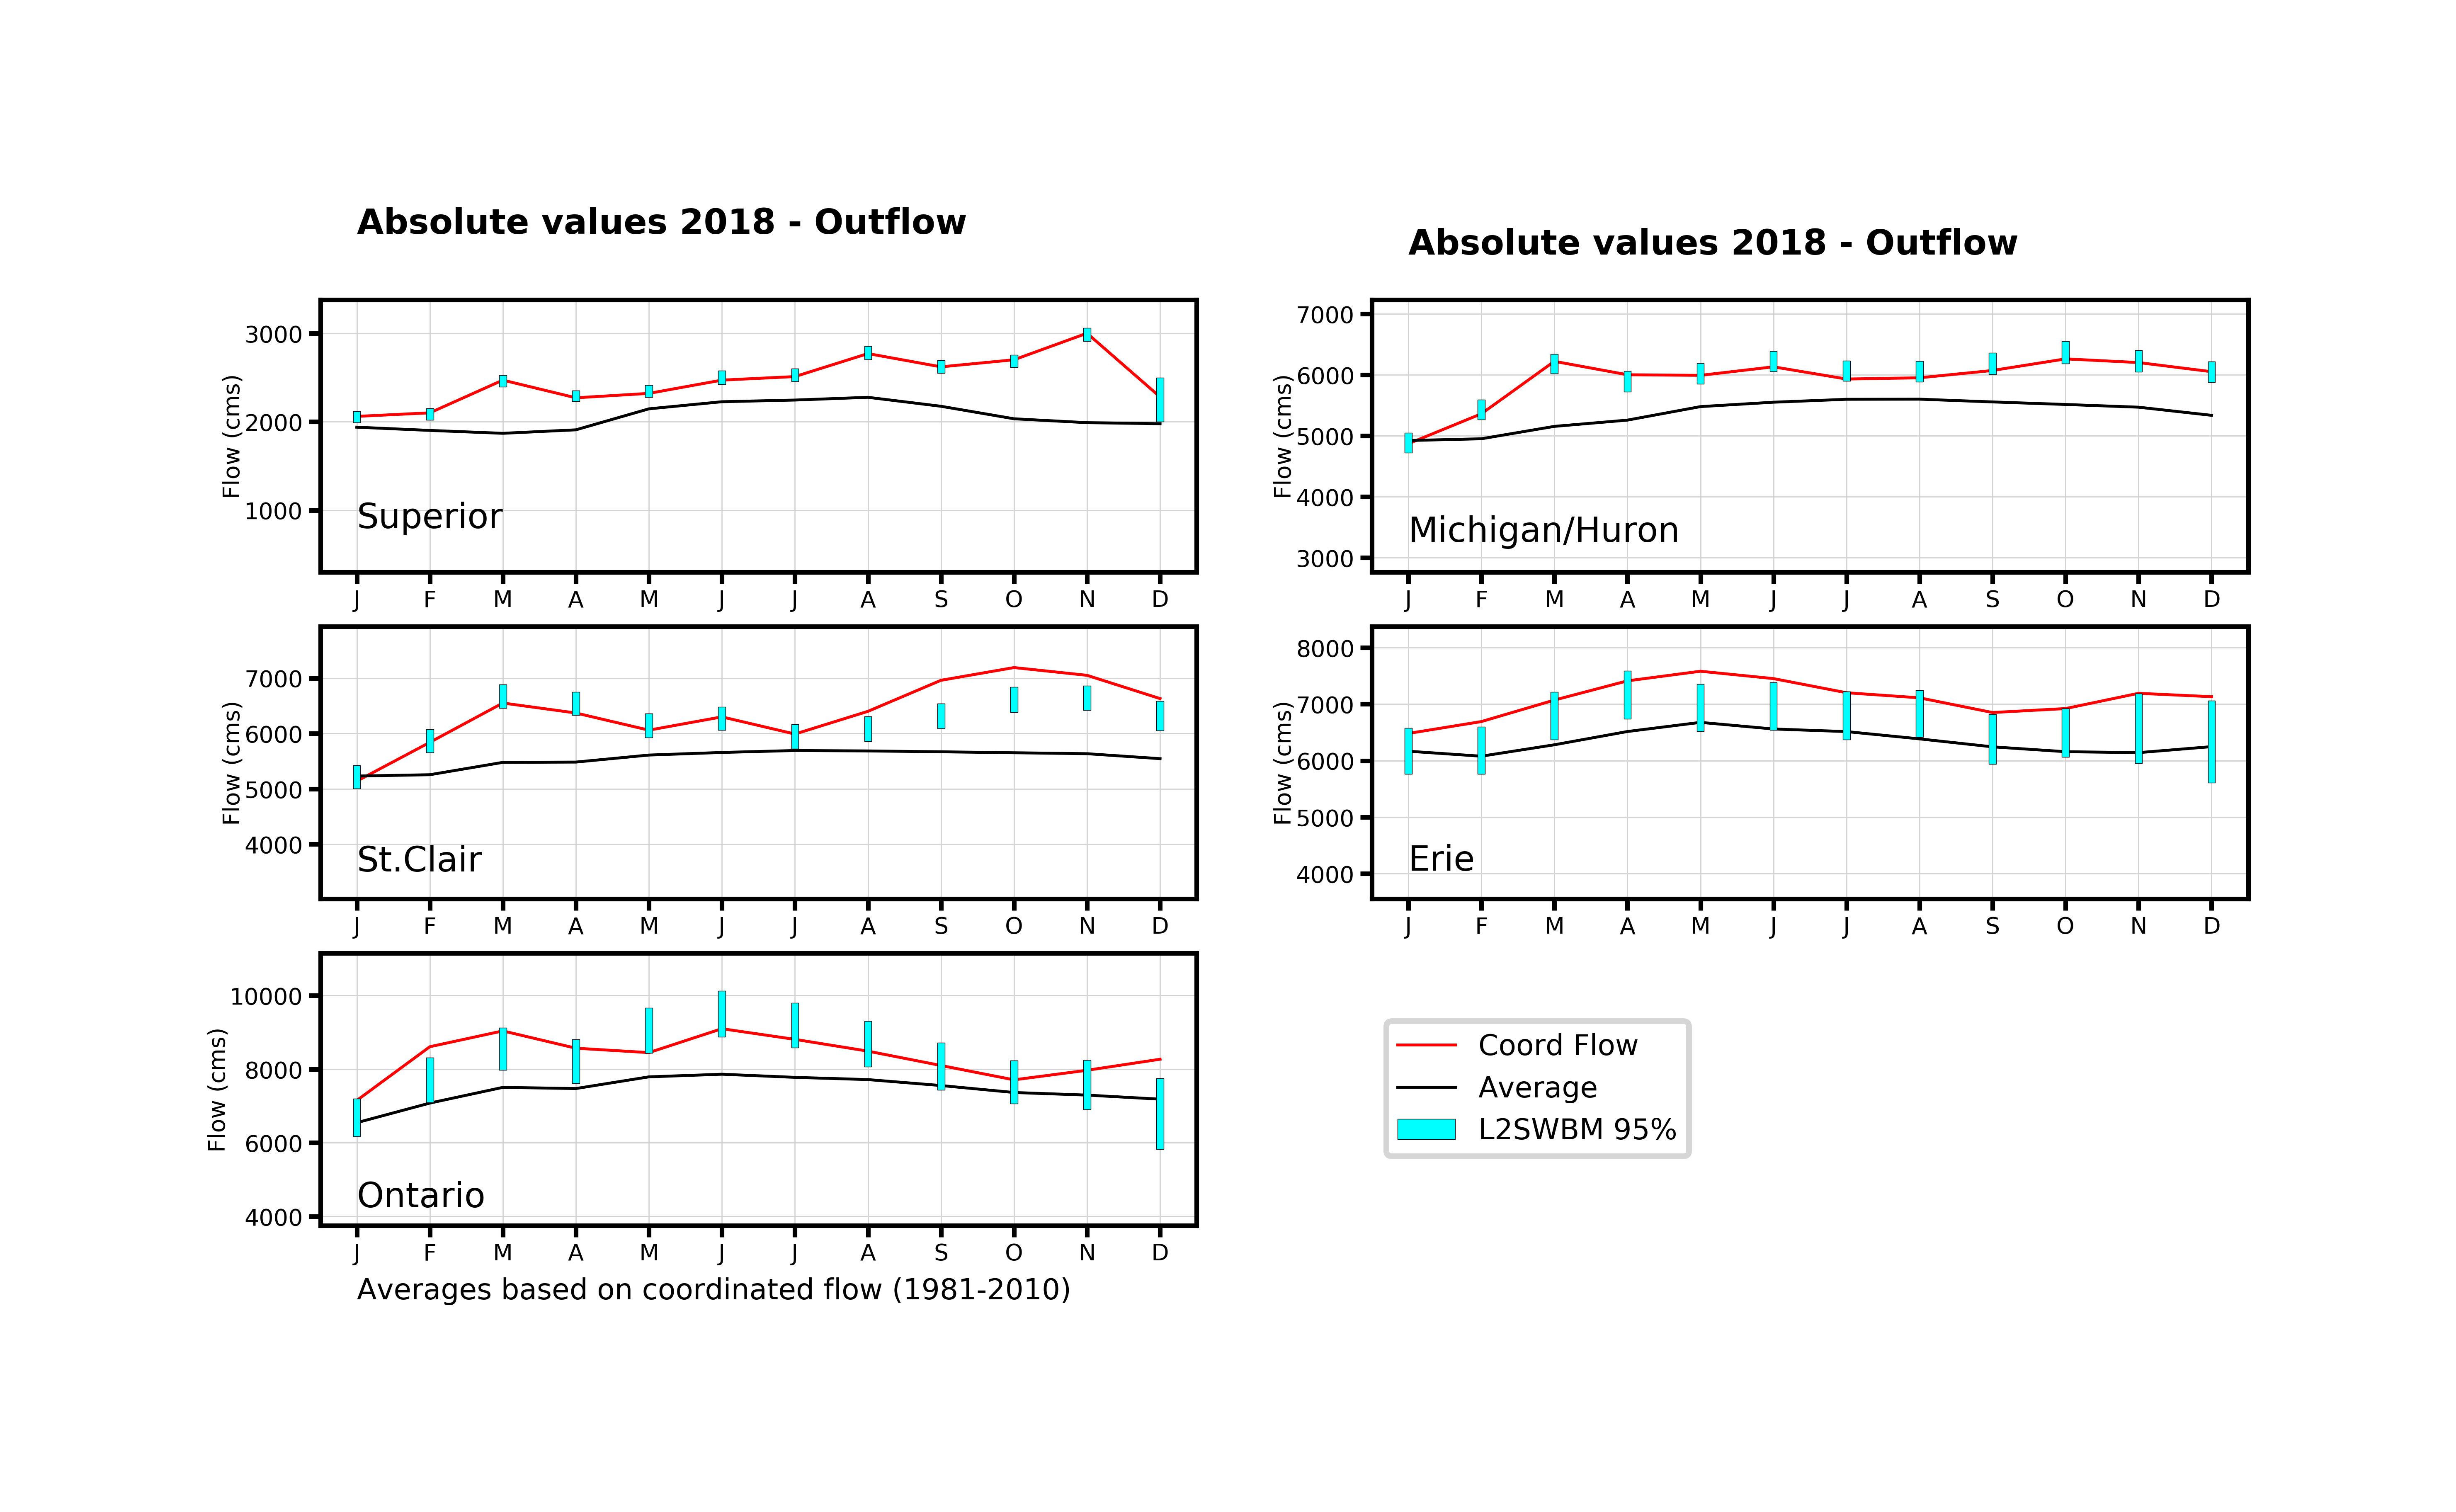 Absolute values 2018 - Outflow
Absolute values 2018 - Outflow
Flow (cms)
3000
2000
1000
Superior
J F M A M J J A S O N D
Flow (cms)
7000
6000
5000
4000
3000
Michigan/Huron
J F M A M J J A S O N D
Flow (cms)
7000
6000
5000
4000
St.Clair
J F M A M J J A S O N D
Flow (cms)
8000
7000
6000
5000
4000
Erie
J F M A M J J A S O N D
Flow (cms)
10000
8000
6000
4000
Ontario
J F M A M J J A S O N D
Averages based on coordinated flow (1981-2010)
Coord Flow
Average
L2SWBM 95%